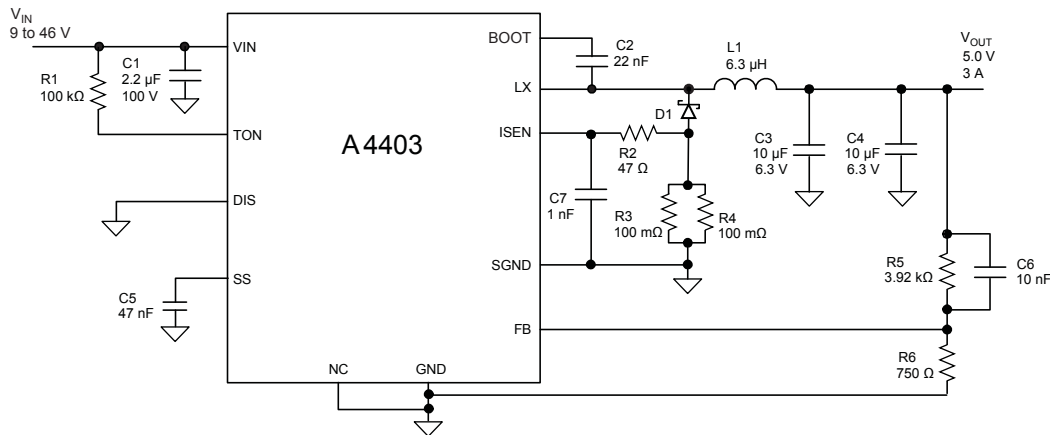 V_IN
9 to 46 V
R1
100 kΩ
C1
2.2 µF
100 V
VIN
TON
DIS
SS
C5
47 nF
A4403
NC
GND
BOOT
LX
ISEN
SGND
FB
C2
22 nF
L1
6.3 µH
D1
R2
47 Ω
C7
1 nF
R3
100 mΩ
R4
100 mΩ
C3
10 µF
6.3 V
C4
10 µF
6.3 V
V_OUT
5.0 V
3 A
R5
3.92 kΩ
C6
10 nF
R6
750 Ω